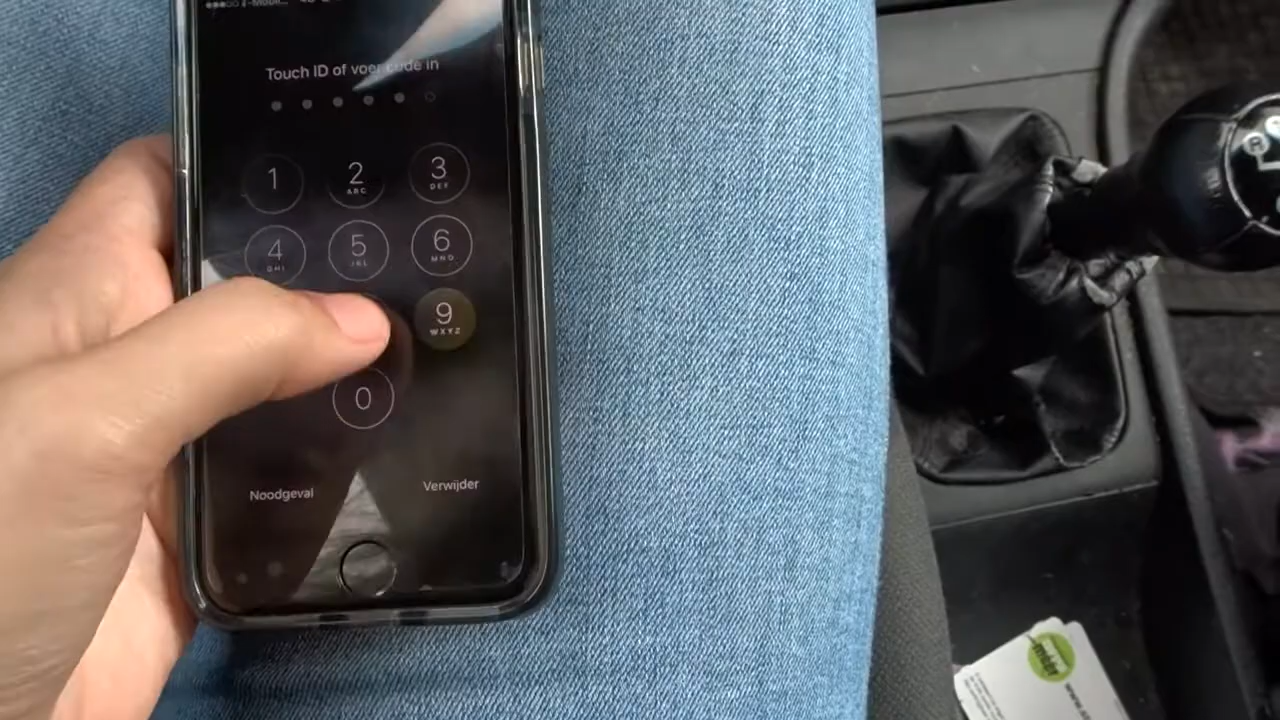 Touch ID of voer code in
1
2
ABC
3
DEF
4
GHI
5
JKL
6
MNO
9
WXYZ
0
Noodgeval
Verwijder
R